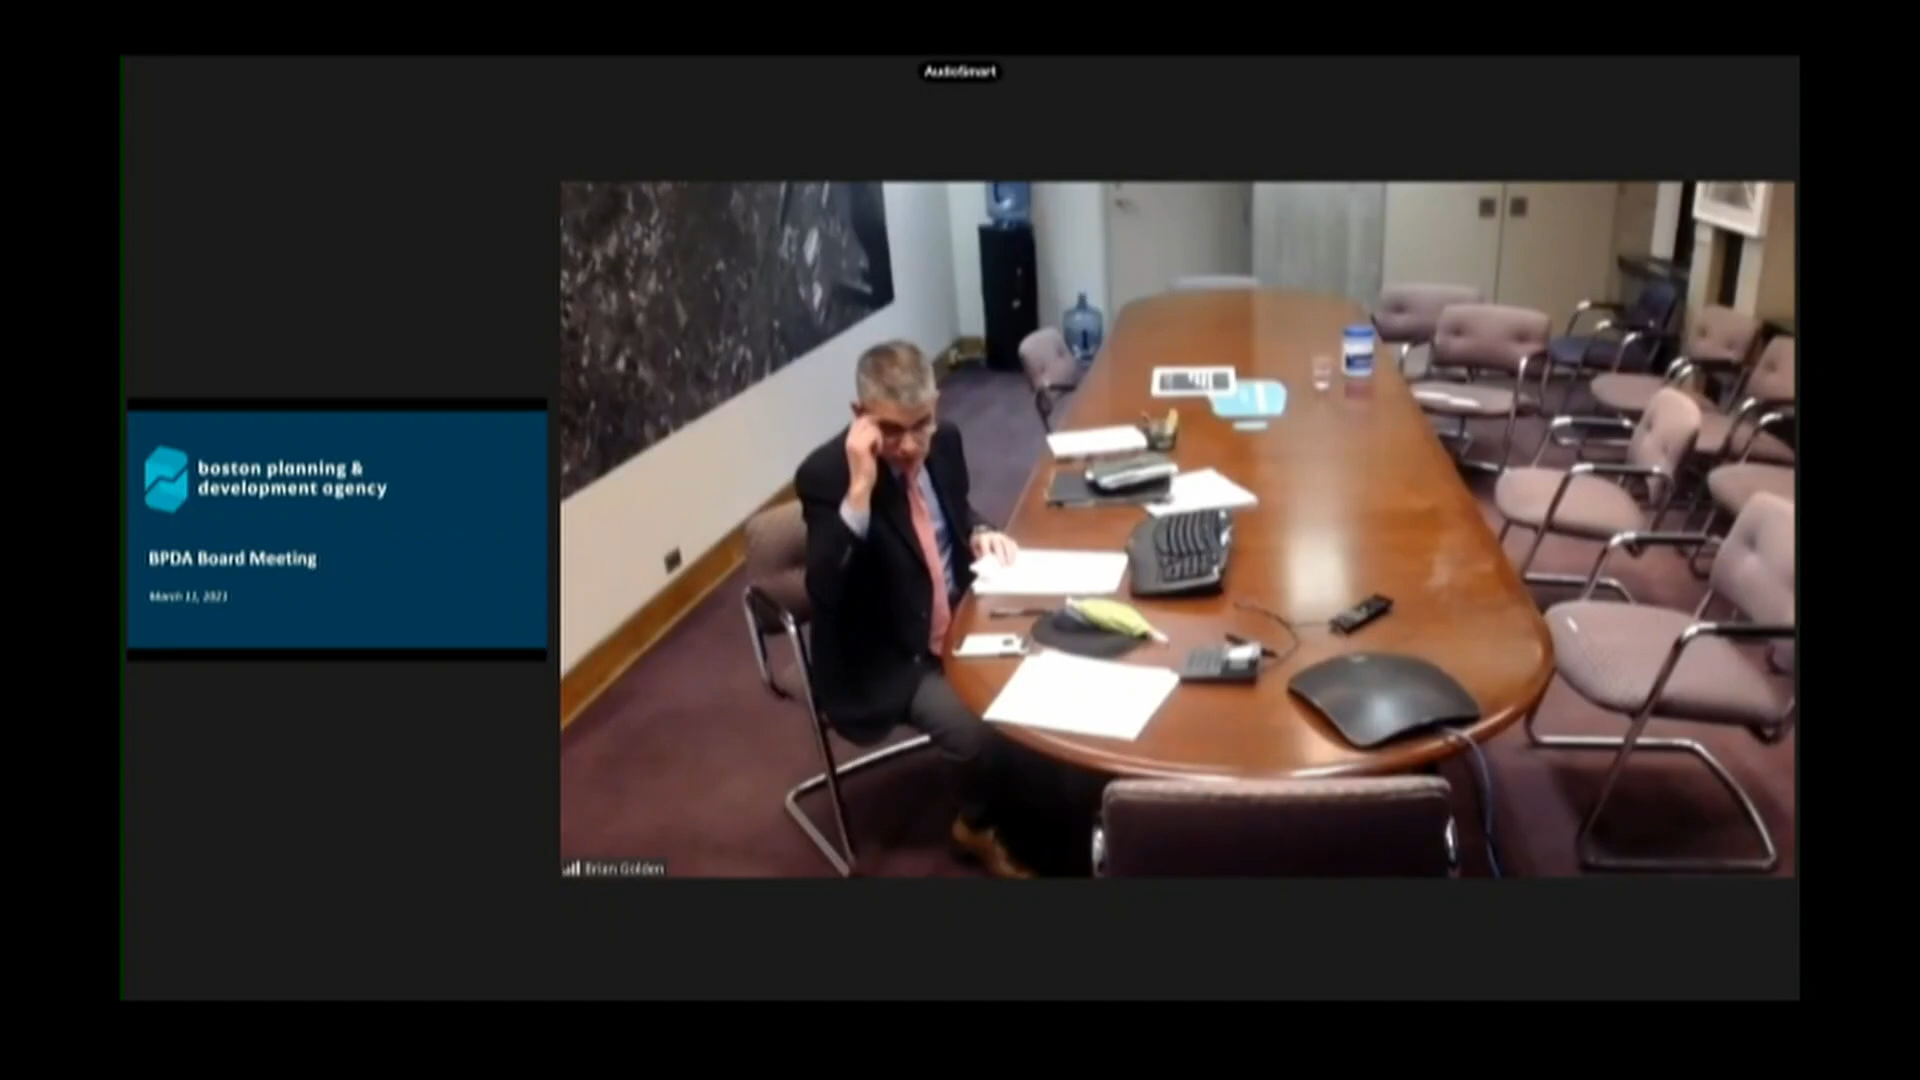 AudioSmart
boston planning &
development agency
BPDA Board Meeting
March 11, 2021
Brian Golden